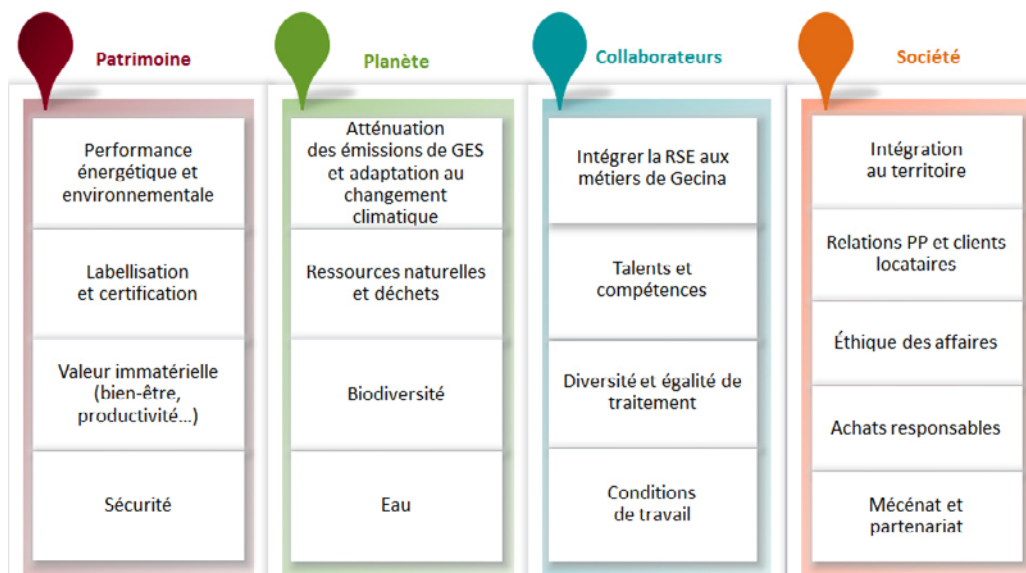 Patrimoine
Performance
énergétique et
environnementale
Labellisation
et certification
Valeur immatérielle
(bien-être,
productivité...)
Sécurité
Planète
Atténuation
des émissions de GES
et adaptation au
changement
climatique
Ressources naturelles
et déchets
Biodiversité
Eau
Collaborateurs
Intégrer la RSE aux
métiers de Gecina
Talents et
compétences
Diversité et égalité de
traitement
Conditions
de travail
Société
Intégration
au territoire
Relations PP et clients
locataires
Éthique des affaires
Achats responsables
Mécénat et
partenariat